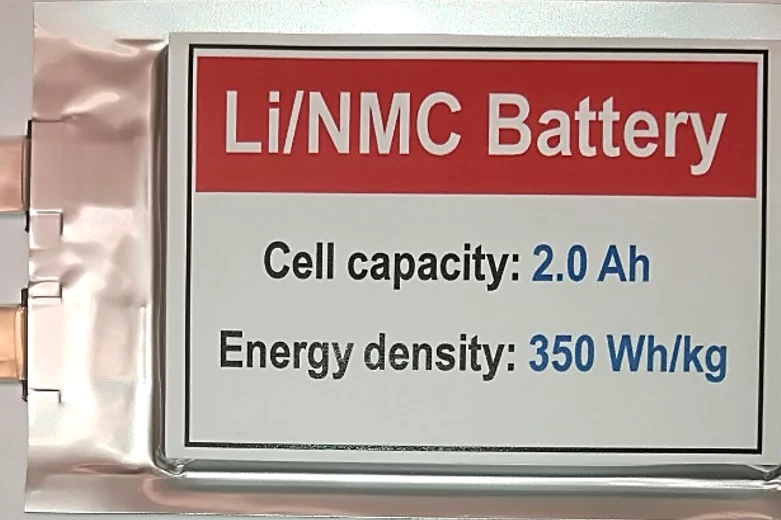 Li/NMC Battery
Cell capacity: 2.0 Ah
Energy density: 350 Wh/kg